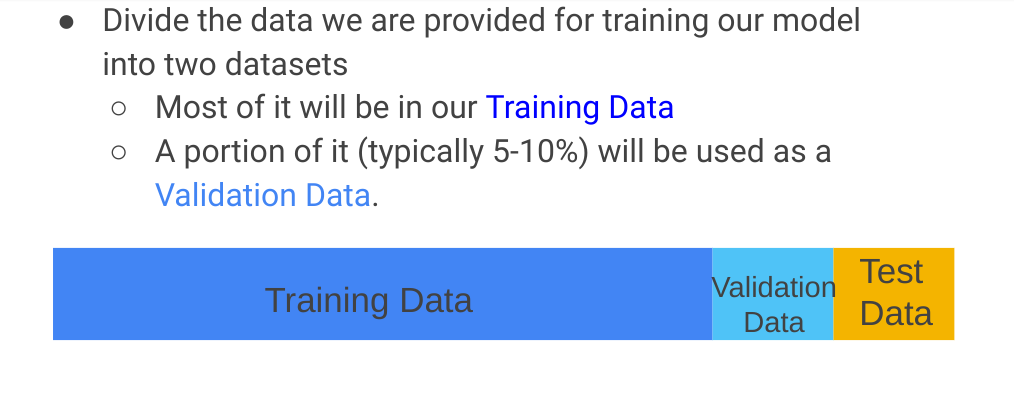 ● Divide the data we are provided for training our model
into two datasets
○ Most of it will be in our Training Data
○ A portion of it (typically 5-10%) will be used as a
Validation Data.
Training Data
Validation
Data
Test
Data